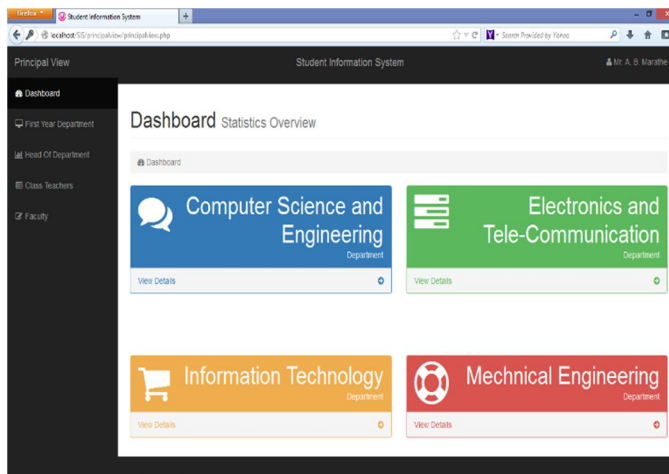 Firefox
Student Information System
localhost/SIS/principalview/principalview.php
Search Provided by Yahoo
Principal View
Student Information System
Mr. A. B. Marathe
Dashboard
First Year Department
Head Of Department
Class Teachers
Faculty
Dashboard Statistics Overview
Dashboard
Computer Science and
Engineering
Department
View Details
Electronics and
Tele-Communication
Department
View Details
Information Technology
Department
View Details
Mechnical Engineering
Department
View Details